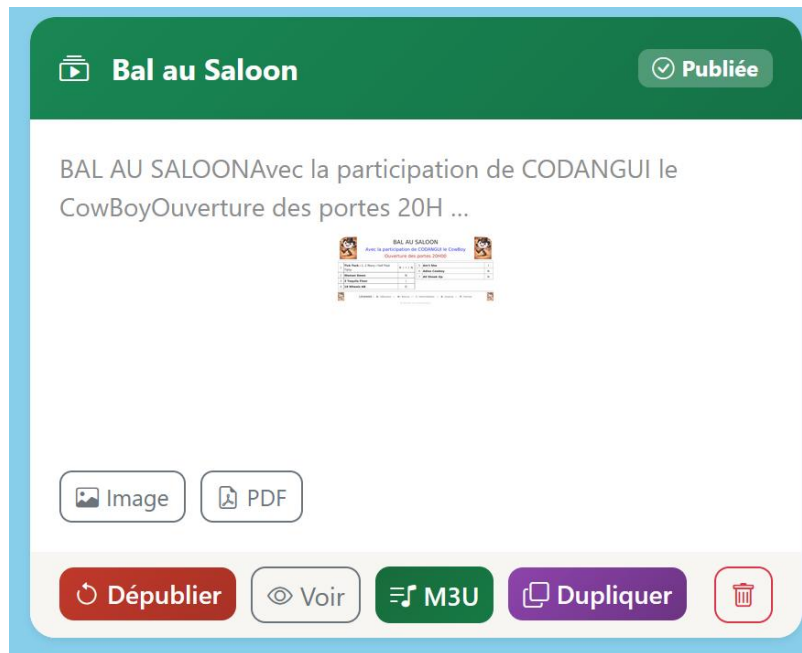 Bal au Saloon
Publiée
BAL AU SALOONAvec la participation de CODANGUI le
CowBoyOuverture des portes 20H ...
BAL AU SALOON
Avec la participation de CODANGUI le CowBoy
Ouverture des portes 20H00
Image
PDF
Dépublier
Voir
M3U
Dupliquer